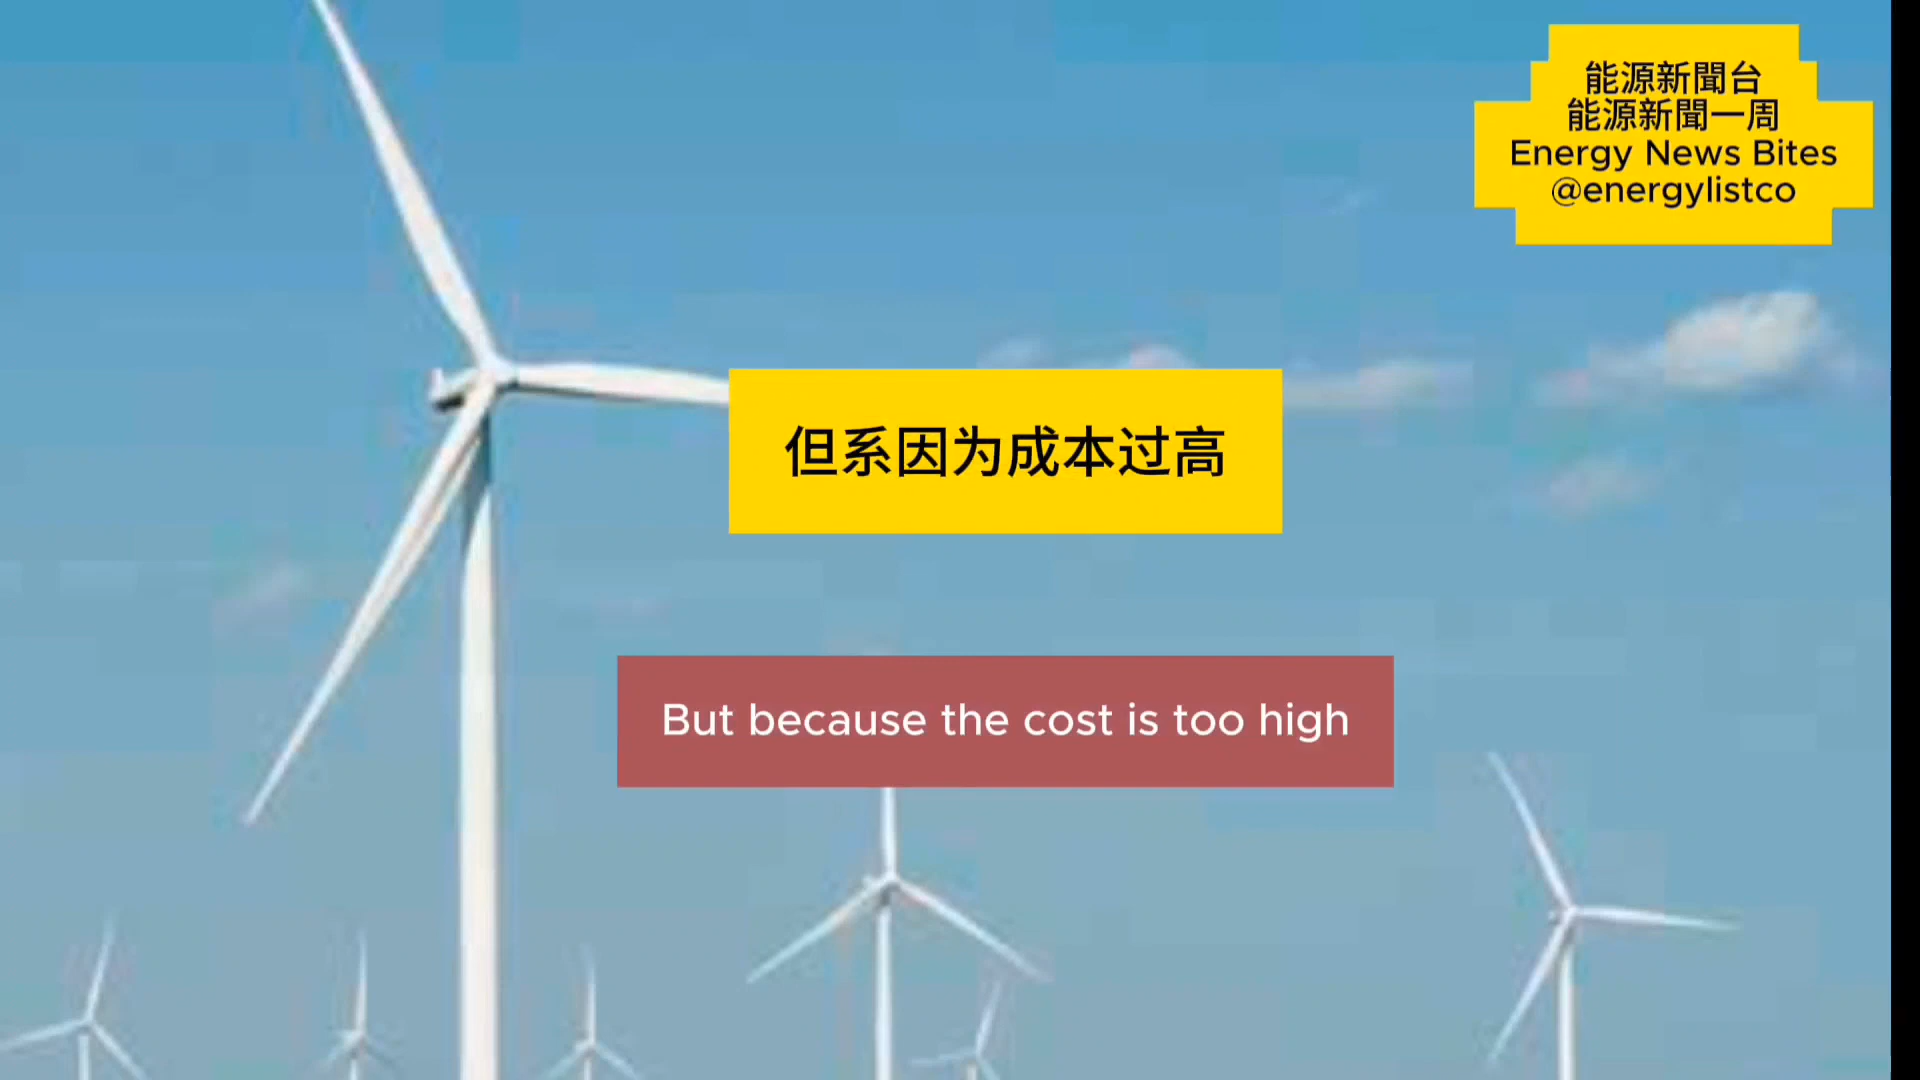 能源新聞台
能源新聞一周
Energy News Bites
@energylistco
但系因为成本过高
But because the cost is too high